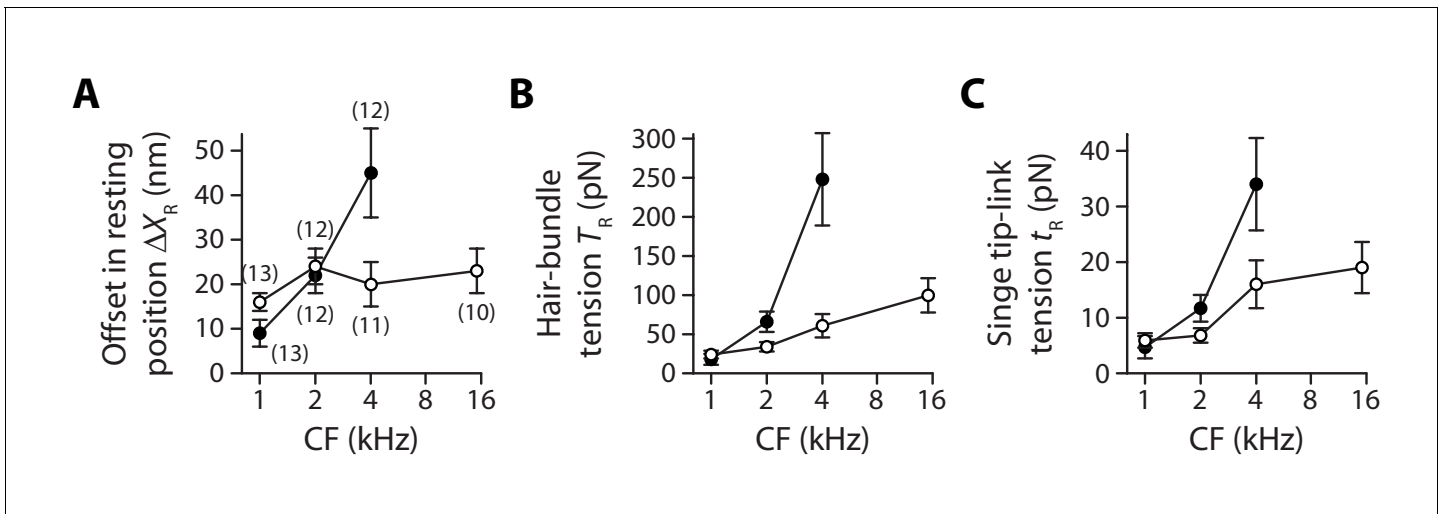 A
Offset in resting
position ΔX_R (nm)
50
40
30
20
10
0
(12)
(12)
(13)
(12)
(11)
(10)
(13)
1 2 4 8 16
CF (kHz)
B
Hair-bundle
tension T_R (pN)
300
250
200
150
100
50
0
1 2 4 8 16
CF (kHz)
C
Singe tip-link
tension t_R (pN)
40
30
20
10
0
1 2 4 8 16
CF (kHz)